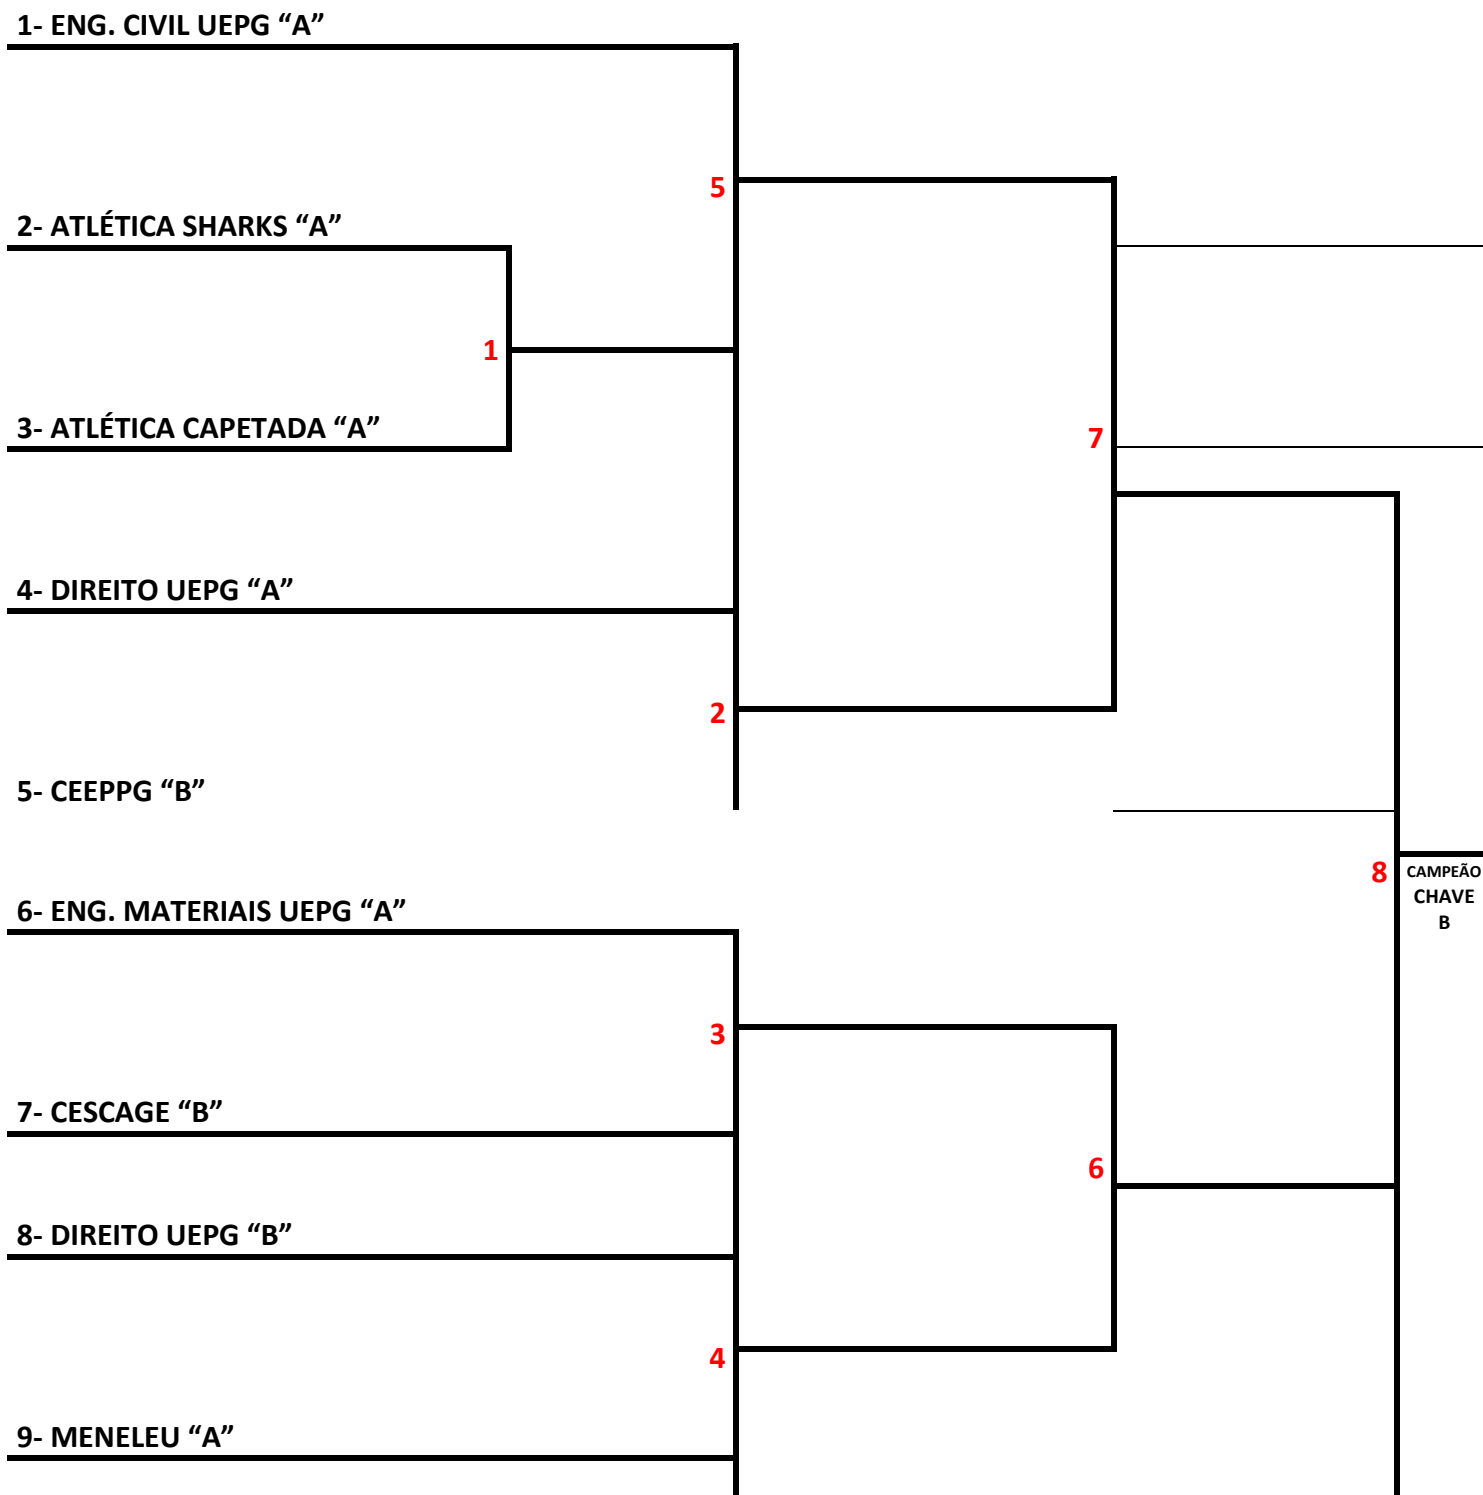 1- ENG. CIVIL UEPG “A”
5
2- ATLÉTICA SHARKS “A”
1
3- ATLÉTICA CAPETADA “A”
7
4- DIREITO UEPG “A”
2
5- CEEPPG “B”
8
CAMPEÃO
CHAVE
B
6- ENG. MATERIAIS UEPG “A”
3
7- CESCAGE “B”
6
8- DIREITO UEPG “B”
4
9- MENELEU “A”